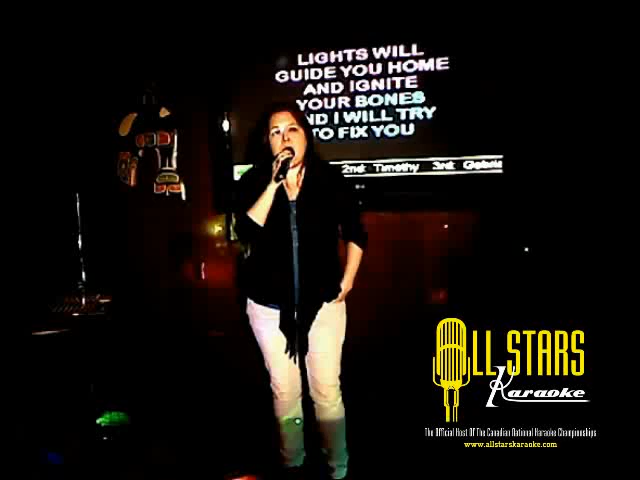 LIGHTS WILL
GUIDE YOU HOME
AND IGNITE
YOUR BONES
ND I WILL TRY
TO FIX YOU
2nd: Timothy 3rd:
ALL STARS
Karaoke
The Official Host Of The Canadian National Karaoke Championships
www.allstarskaraoke.com